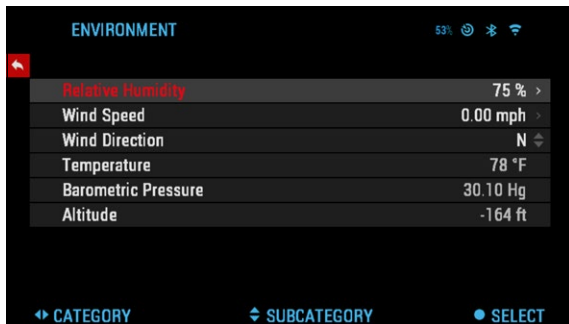 ENVIRONMENT 53%
Relative Humidity 75 % >
Wind Speed 0.00 mph >
Wind Direction N
Temperature 78 °F
Barometric Pressure 30.10 Hg
Altitude -164 ft
CATEGORY SUBCATEGORY SELECT